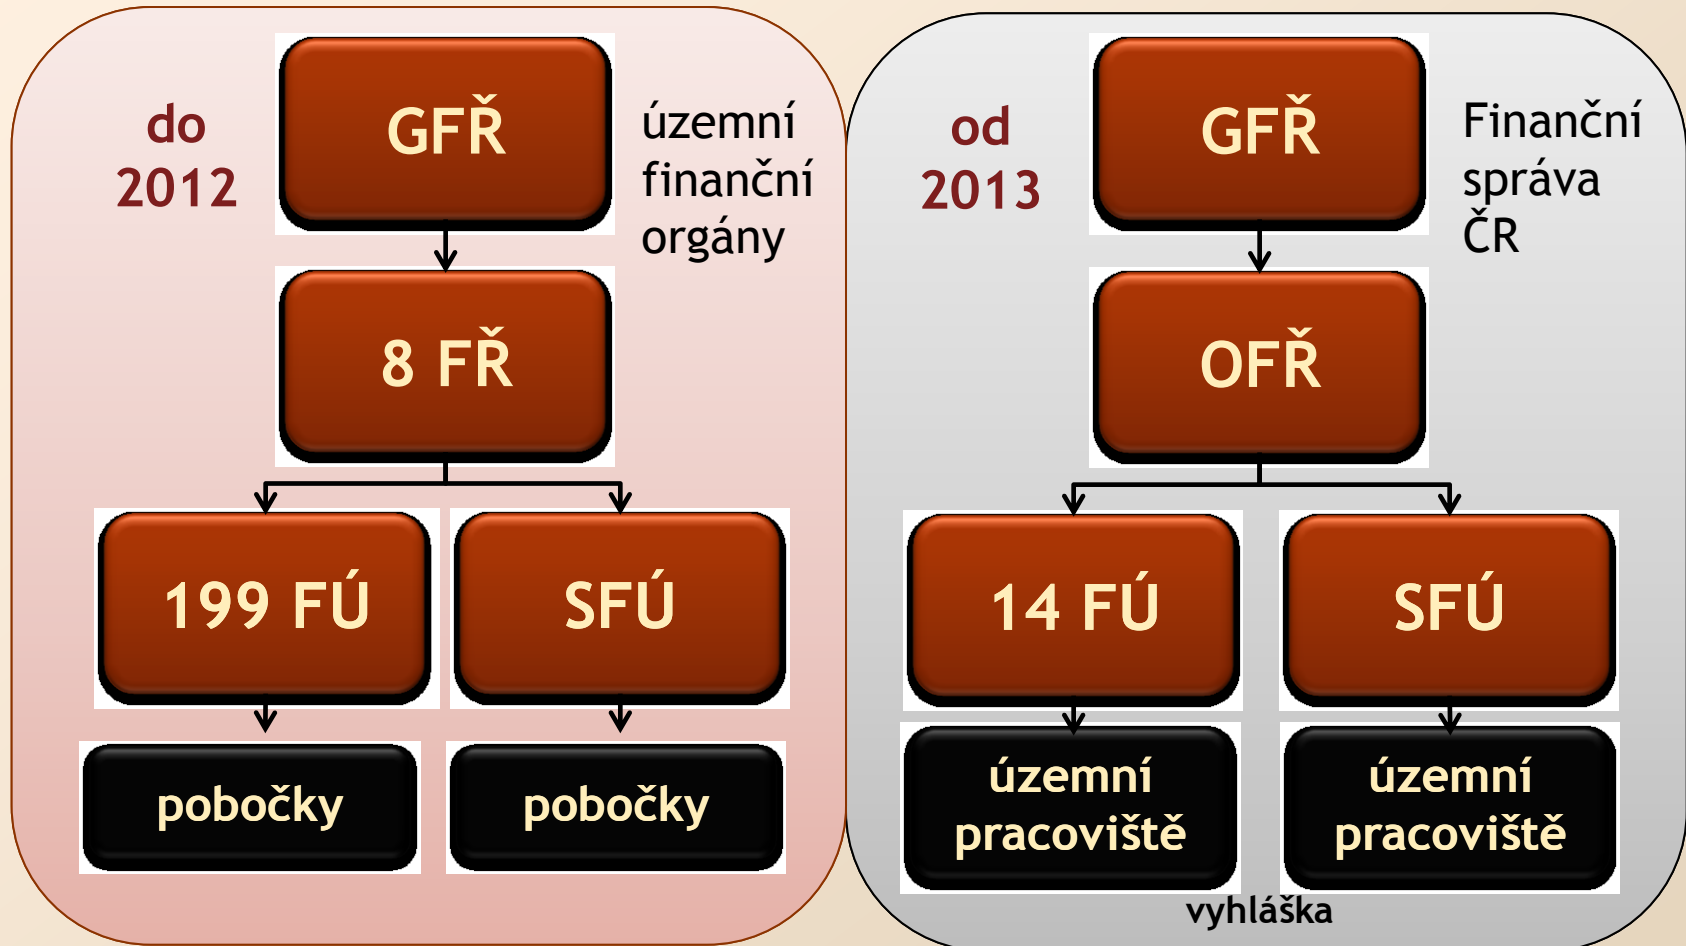 do
2012
GFŘ
územní
finanční
orgány
8 FŘ
199 FÚ
SFÚ
pobočky
pobočky
od
2013
GFŘ
Finanční
správa
ČR
OFŘ
14 FÚ
SFÚ
územní
pracoviště
územní
pracoviště
vyhláška